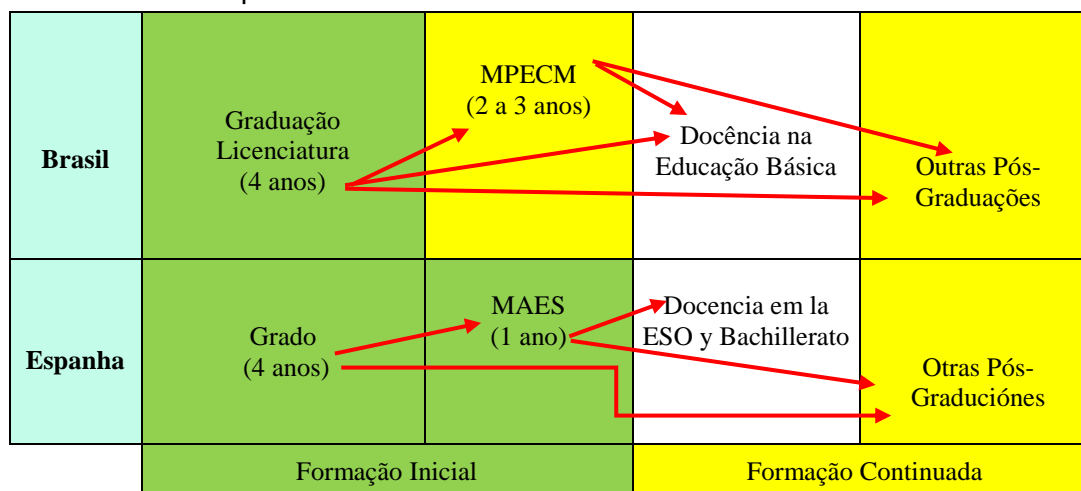 Brasil
Graduação
Licenciatura
(4 anos)
MPECM
(2 a 3 anos)
Docência na
Educação Básica
Outras Pós-
Graduações
Espanha
Grado
(4 anos)
MAES
(1 ano)
Docencia em la
ESO y Bachillerato
Otras Pós-
Graduciónes
Formação Inicial
Formação Continuada